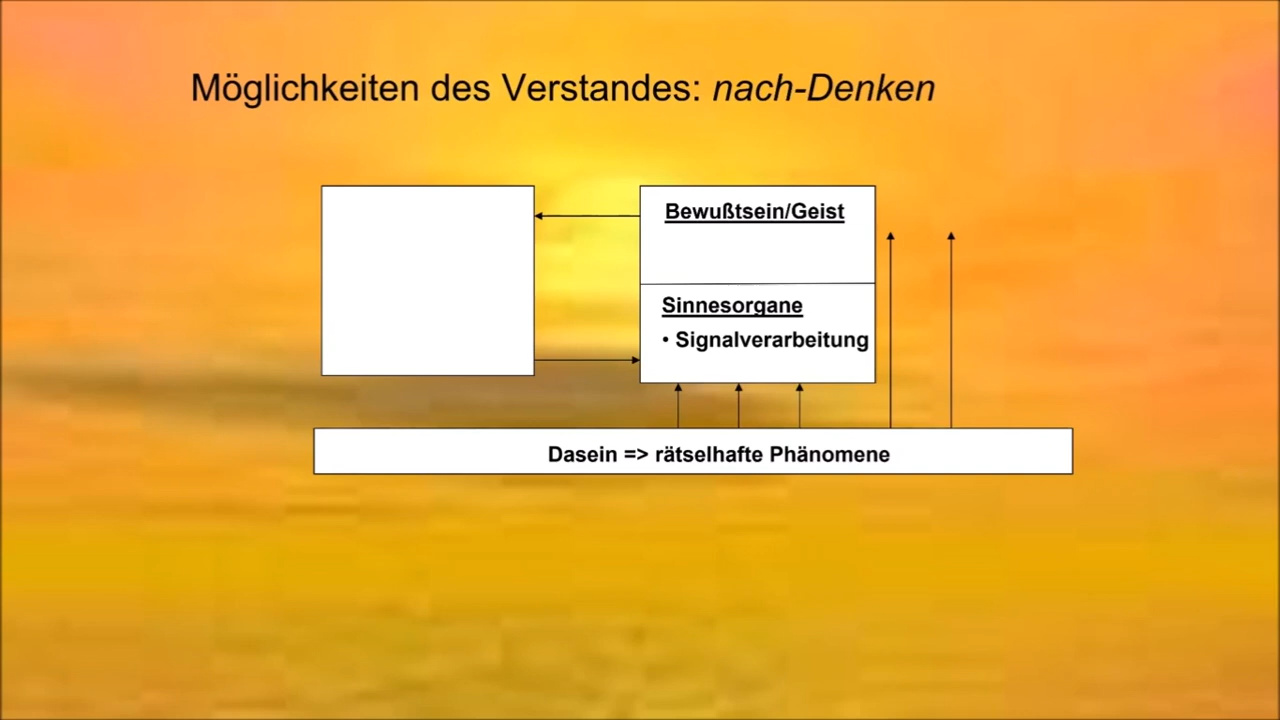 Möglichkeiten des Verstandes: nach-Denken
Bewußtsein/Geist
Sinnesorgane
• Signalverarbeitung
Dasein => rätselhafte Phänomene